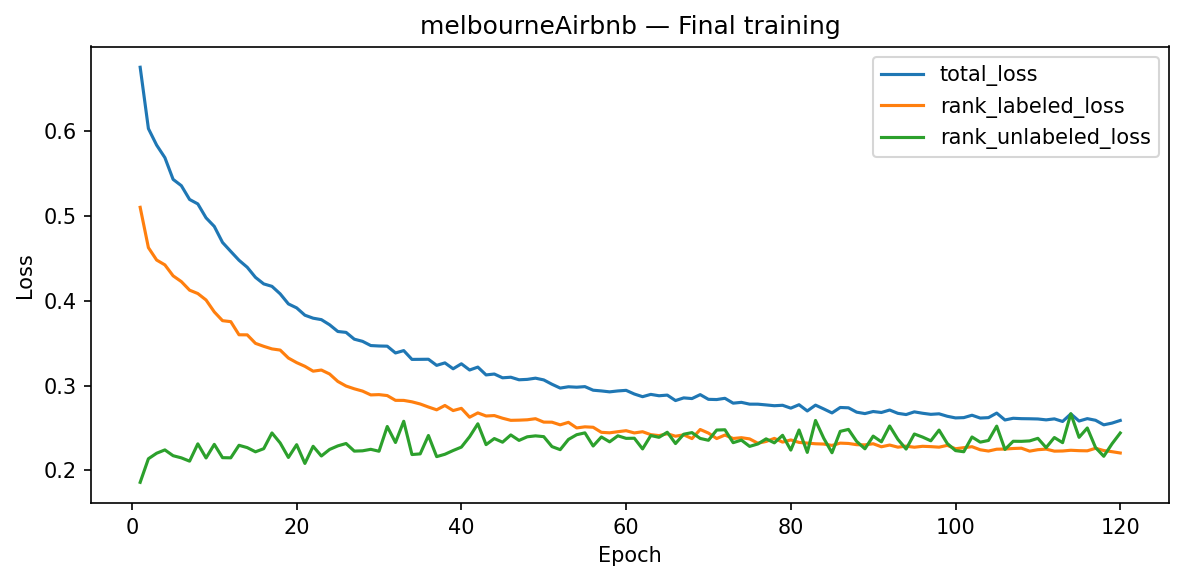 melbourneAirbnb — Final training
total_loss
rank_labeled_loss
rank_unlabeled_loss
Loss
0.6
0.5
0.4
0.3
0.2
0 20 40 60 80 100 120
Epoch